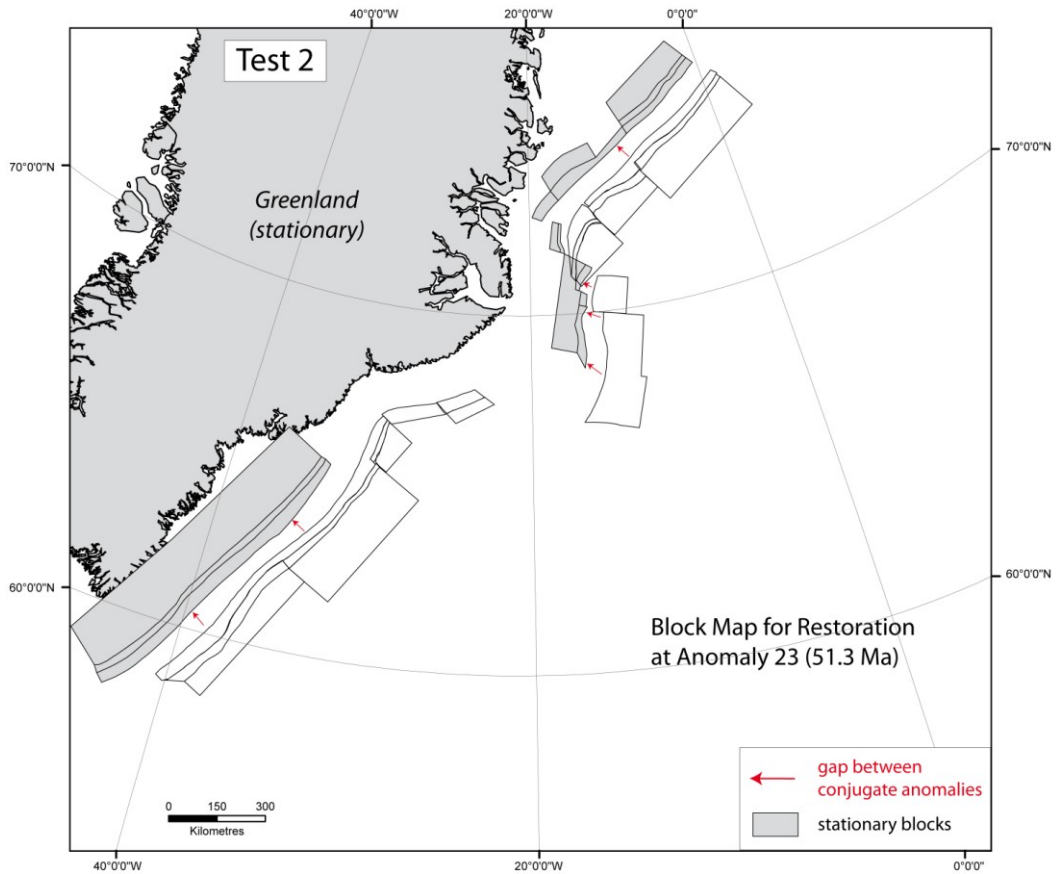 40°0'0"W
20°0'0"W
0°0'0"
Test 2
70°0'0"N
70°0'0"N
Greenland
(stationary)
60°0'0"N
60°0'0"N
Block Map for Restoration
at Anomaly 23 (51.3 Ma)
gap between
conjugate anomalies
stationary blocks
0 150 300
Kilometres
40°0'0"W
20°0'0"W
0°0'0"